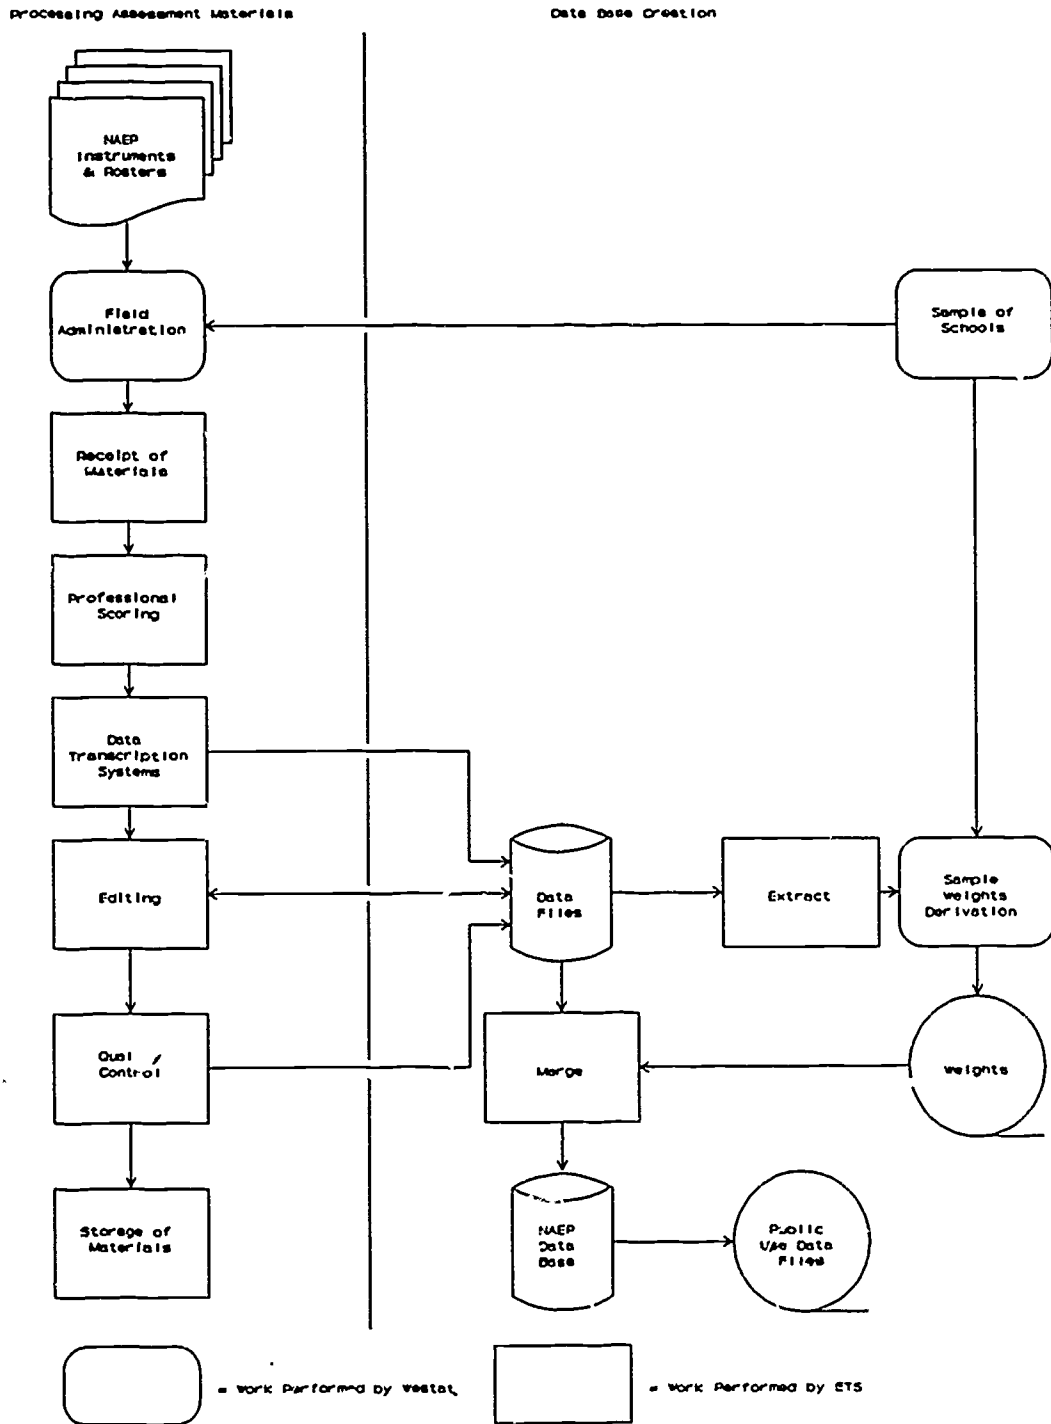 Processing Assessment Materials
Data Base Creation
NAEP
Instruments
& Rosters
Field
Administration
Sample of
Schools
Receipt of
Materials
Professional
Scoring
Data
Transcription
Systems
Editing
Data
Files
Extract
Sample
Weights
Derivation
Quality
Control
Merge
Weights
Storage of
Materials
NAEP
Data
Base
Public
Use Data
Files
= Work Performed by Westat
= Work Performed by ETS